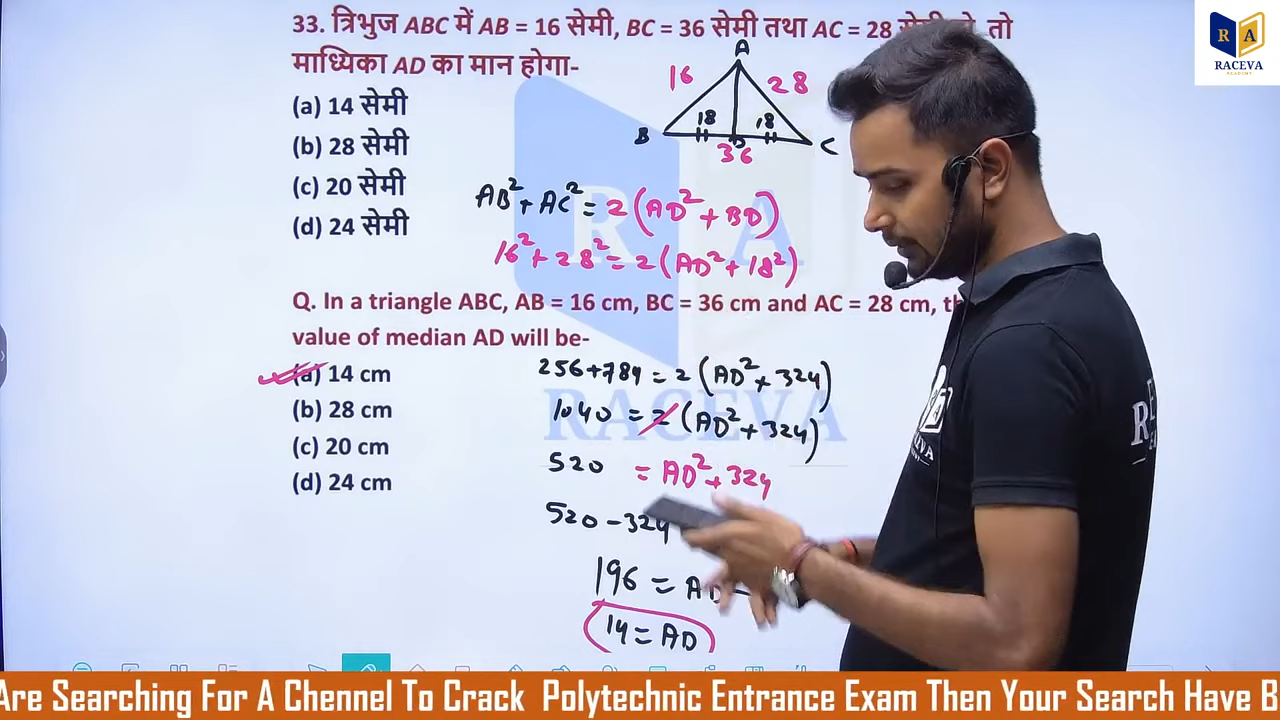 33. त्रिभुज ABC में AB = 16 सेमी, BC = 36 सेमी तथा AC = 28 तो
माध्यिका AD का मान होगा-
(a) 14 सेमी
(b) 28 सेमी
(c) 20 सेमी
(d) 24 सेमी
A
16
28
18
18
B
D
C
36
AB²+AC²=2(AD²+BD)
16²+28²=2(AD²+18²)
Q. In a triangle ABC, AB = 16 cm, BC = 36 cm and AC = 28 cm,
value of median AD will be-
(a) 14 cm
(b) 28 cm
(c) 20 cm
(d) 24 cm
256+784=2(AD²+324)
1040=2(AD²+324)
520=AD²+324
520-324
196=AD
14=AD
R A
RACEVA
ACADEMY
R A
RACEVA
RACEVA
Are Searching For A Chennel To Crack Polytechnic Entrance Exam Then Your Search Have B